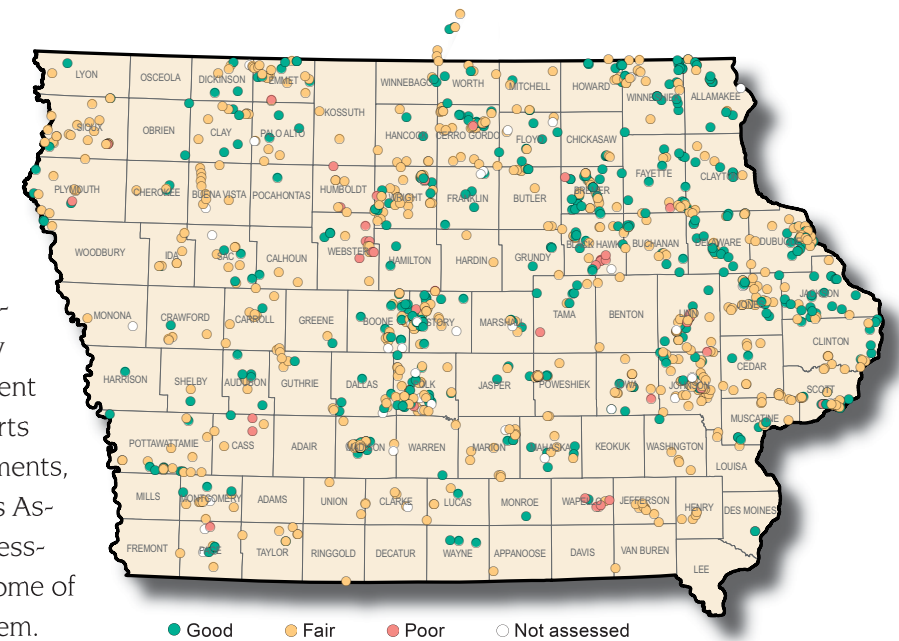 LYON
OSCEOLA
DICKINSON
EMMET
WINNEBAGO
WORTH
MITCHELL
HOWARD
WINNESHIEK
ALLAMAKEE
KOSSUTH
SIOUX
OBRIEN
CLAY
PALO ALTO
HANCOCK
CERRO GORDO
FLOYD
CHICKASAW
FAYETTE
CLAYTON
PLYMOUTH
CHEROKEE
BUENA VISTA
POCAHONTAS
HUMBOLDT
WRIGHT
FRANKLIN
BUTLER
BREMER
WOODBURY
IDA
SAC
CALHOUN
WEBSTER
HAMILTON
HARDIN
GRUNDY
BLACK HAWK
BUCHANAN
DELAWARE
DUBUQUE
MONONA
CRAWFORD
CARROLL
GREENE
BOONE
STORY
MARSHALL
TAMA
BENTON
LINN
JONES
JACKSON
CLINTON
HARRISON
SHELBY
AUDUBON
GUTHRIE
DALLAS
POLK
JASPER
POWESHIEK
IOWA
JOHNSON
CEDAR
SCOTT
MUSCATINE
POTTAWATTAMIE
CASS
ADAIR
MADISON
WARREN
MARION
MAHASKA
KEOKUK
WASHINGTON
LOUISA
MILLS
MONTGOMERY
ADAMS
UNION
CLARKE
LUCAS
MONROE
WAPELLO
JEFFERSON
HENRY
DES MOINES
FREMONT
PAGE
TAYLOR
RINGGOLD
DECATUR
WAYNE
APPANOOSE
DAVIS
VAN BUREN
LEE
-
y
ent
rts
ments,
s As-
ess-
ome of
em.
Good Fair Poor Not assessed